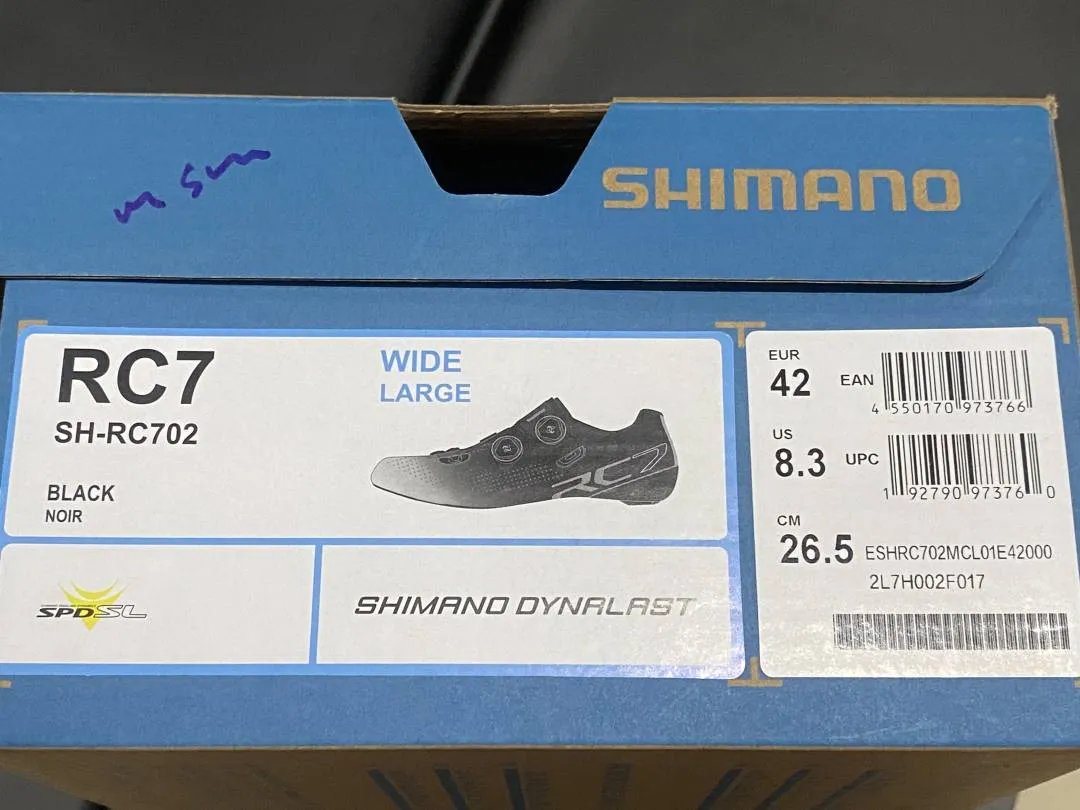 SHIMANO
RC7
SH-RC702
BLACK
NOIR
WIDE
LARGE
RC7
SPD-SL
SHIMANO DYNALAST
EUR
42
EAN
4 550170 973766
US
8.3
UPC
1 92790 97376 0
CM
26.5
ESHRC702MCL01E42000
2L7H002F017